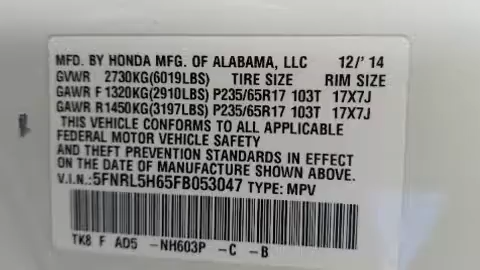 MFD. BY HONDA MFG. OF ALABAMA, LLC 12/' 14
GVWR 2730KG(6019LBS) TIRE SIZE RIM SIZE
GAWR F 1320KG(2910LBS) P235/65R17 103T 17X7J
GAWR R 1450KG(3197LBS) P235/65R17 103T 17X7J
THIS VEHICLE CONFORMS TO ALL APPLICABLE
FEDERAL MOTOR VEHICLE SAFETY
AND THEFT PREVENTION STANDARDS IN EFFECT
ON THE DATE OF MANUFACTURE SHOWN ABOVE.
V.I.N.:5FNRL5H65FB053047 TYPE: MPV
TK8 F AD5 -NH603P -C -B